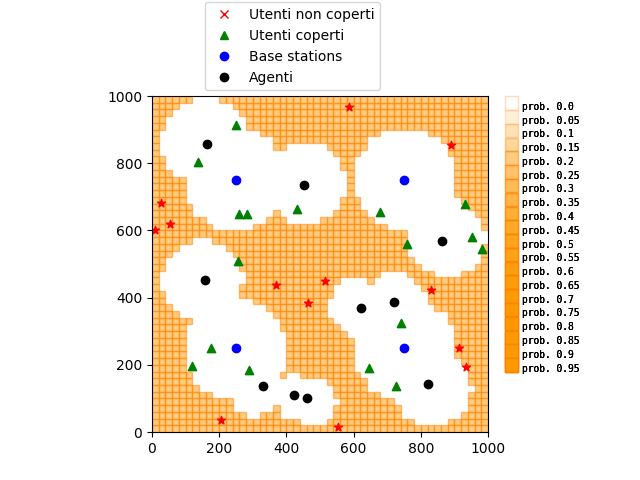 Utenti non coperti
Utenti coperti
Base stations
Agenti
1000
800
600
400
200
0
0 200 400 600 800 1000
prob. 0.0
prob. 0.05
prob. 0.1
prob. 0.15
prob. 0.2
prob. 0.25
prob. 0.3
prob. 0.35
prob. 0.4
prob. 0.45
prob. 0.5
prob. 0.55
prob. 0.6
prob. 0.65
prob. 0.7
prob. 0.75
prob. 0.8
prob. 0.85
prob. 0.9
prob. 0.95